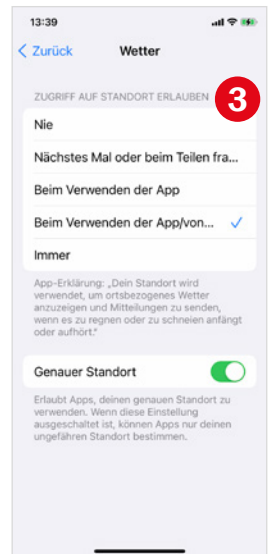 13:39
Zurück
Wetter
ZUGRIFF AUF STANDORT ERLAUBEN
3
Nie
Nächstes Mal oder beim Teilen fra...
Beim Verwenden der App
Beim Verwenden der App/von...
Immer
App-Erklärung: „Dein Standort wird
verwendet, um ortsbezogenes Wetter
anzuzeigen und Mitteilungen zu senden,
wenn es zu regnen oder zu schneien anfängt
oder aufhört.“
Genauer Standort
Erlaubt Apps, deinen genauen Standort zu
verwenden. Wenn diese Einstellung
ausgeschaltet ist, können Apps nur deinen
ungefähren Standort bestimmen.